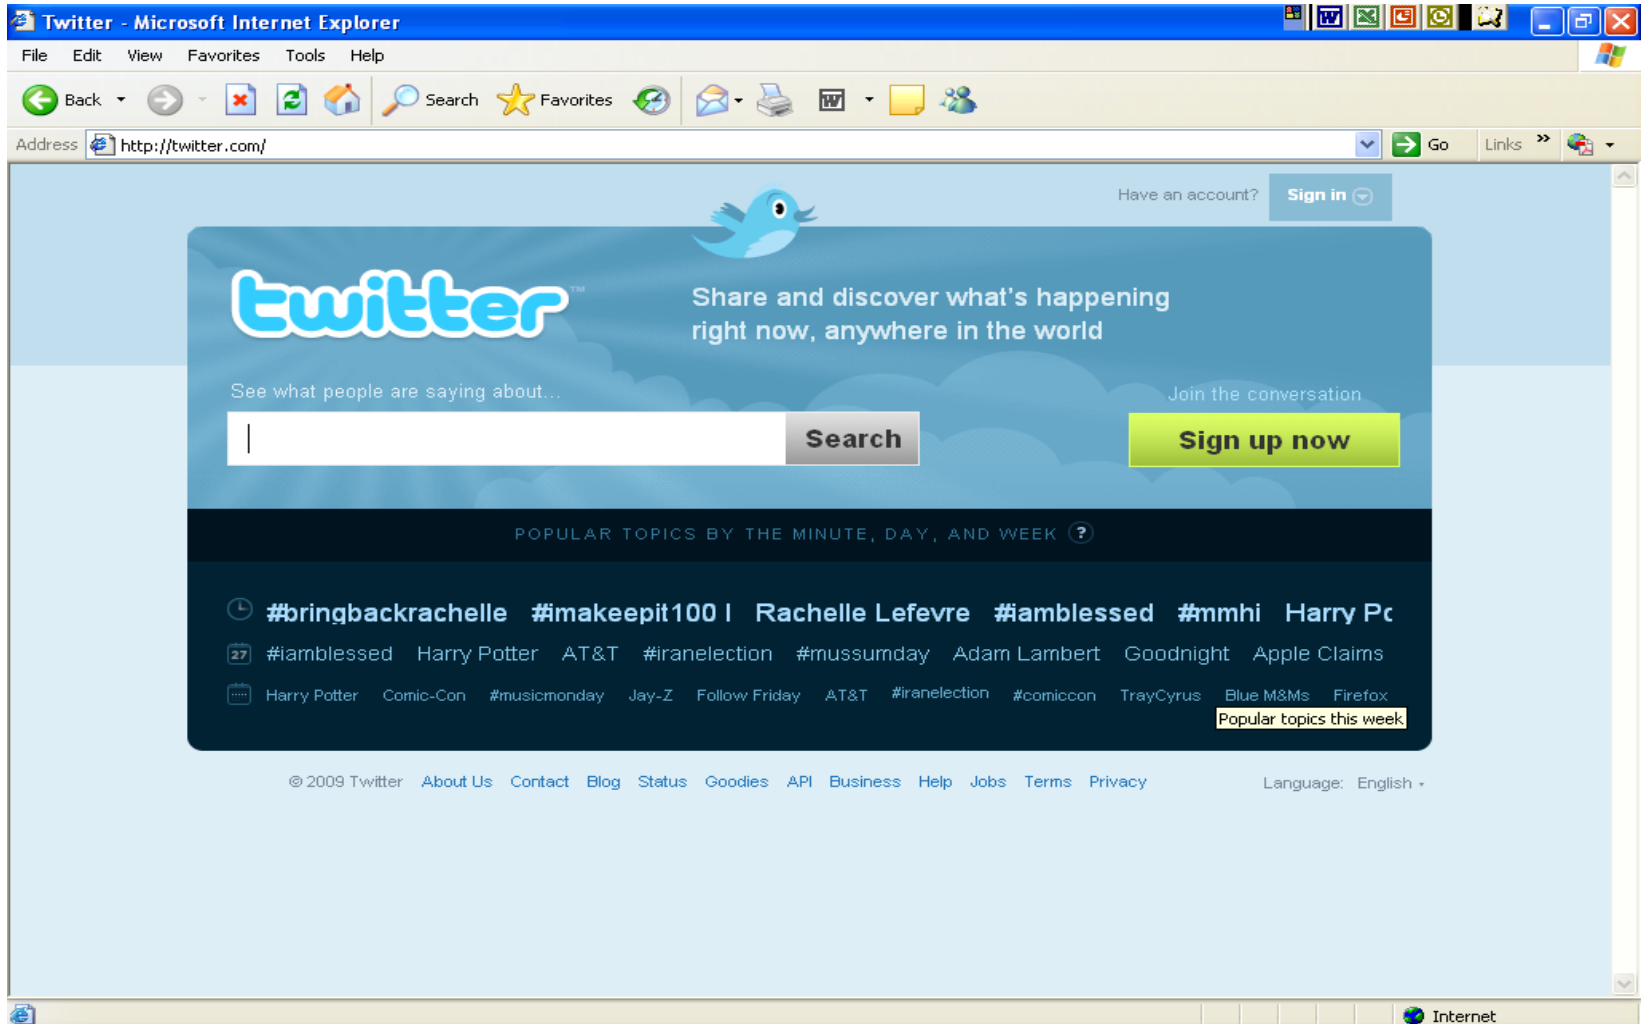 Twitter - Microsoft Internet Explorer
File Edit View Favorites Tools Help
Back Search Favorites
Address http://twitter.com/ Go Links »
Have an account? Sign in
twitter™
Share and discover what's happening
right now, anywhere in the world
See what people are saying about...
Join the conversation
Search
Sign up now
POPULAR TOPICS BY THE MINUTE, DAY, AND WEEK ?
#bringbackrachelle #imakeepit100 I Rachelle Lefevre #iamblessed #mmhi Harry Pc
27 #iamblessed Harry Potter AT&T #iranelection #mussumday Adam Lambert Goodnight Apple Claims
Harry Potter Comic-Con #musicmonday Jay-Z Follow Friday AT&T #iranelection #comiccon TrayCyrus Blue M&Ms Firefox
Popular topics this week
© 2009 Twitter About Us Contact Blog Status Goodies API Business Help Jobs Terms Privacy Language: English
Internet